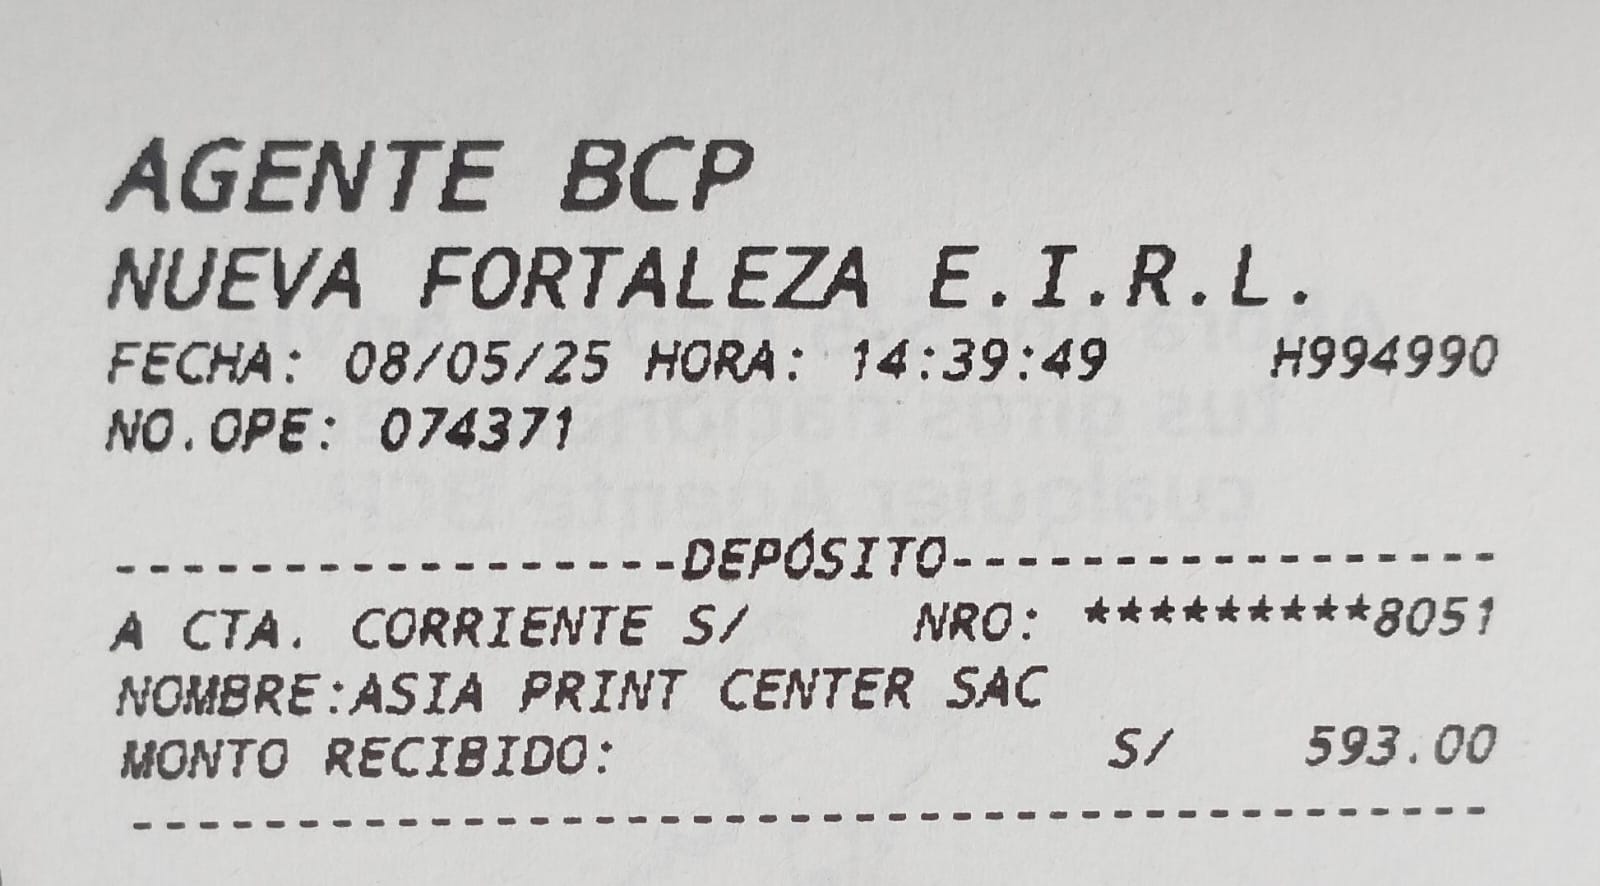 AGENTE BCP
NUEVA FORTALEZA E.I.R.L.
FECHA: 08/05/25 HORA: 14:39:49 H994990
NO.OPE: 074371
-----------------DEPÓSITO----------------
A CTA. CORRIENTE S/ NRO: *********8051
NOMBRE:ASIA PRINT CENTER SAC
MONTO RECIBIDO: S/ 593.00
----------------------------------------